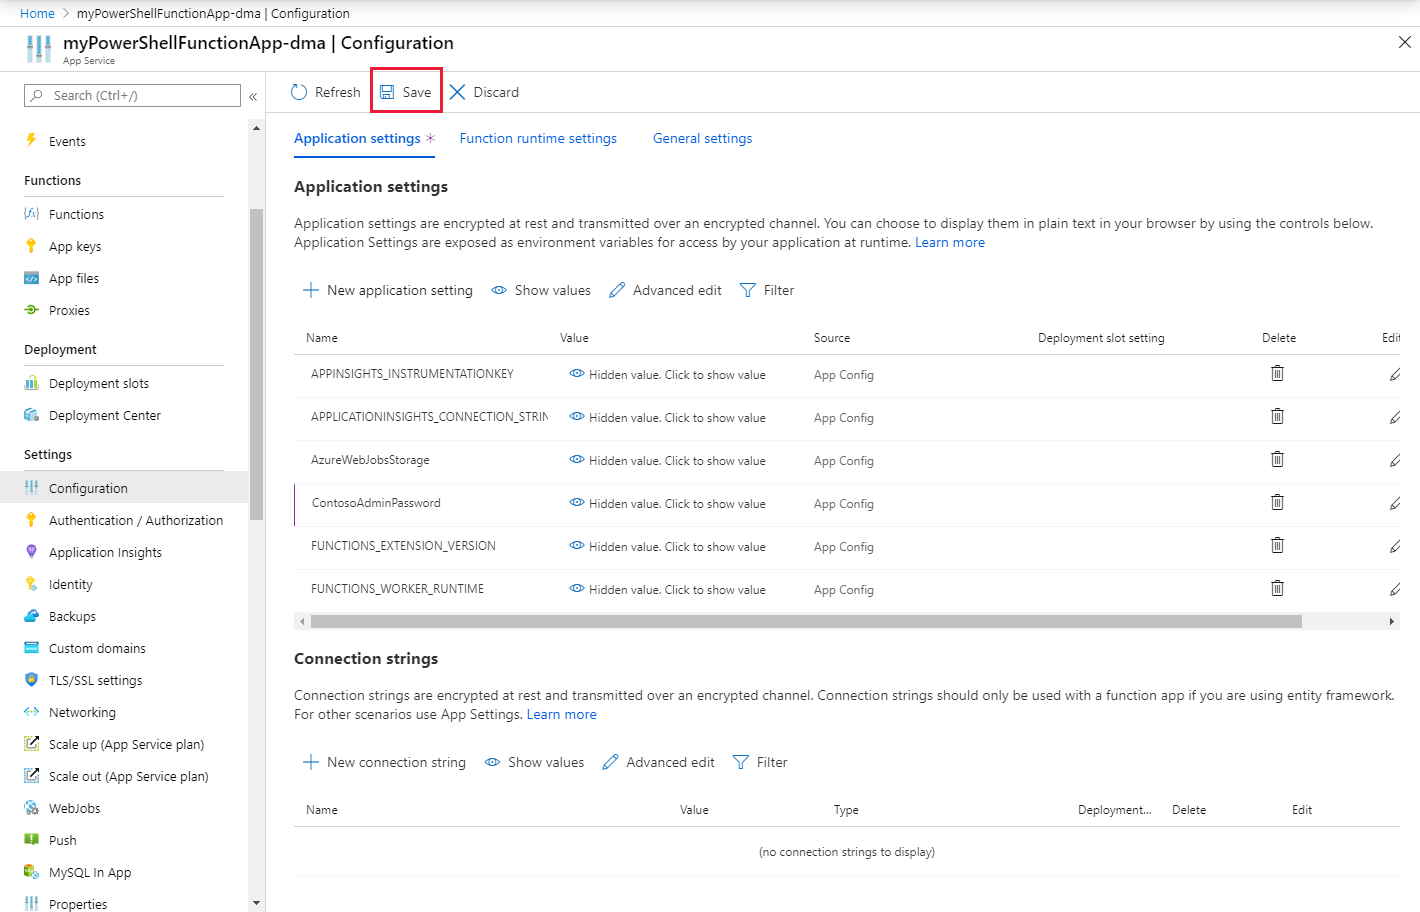 Home > myPowerShellFunctionApp-dma | Configuration
myPowerShellFunctionApp-dma | Configuration
App Service
Search (Ctrl+/)
«
Events
Functions
Functions
App keys
App files
Proxies
Deployment
Deployment slots
Deployment Center
Settings
Configuration
Authentication / Authorization
Application Insights
Identity
Backups
Custom domains
TLS/SSL settings
Networking
Scale up (App Service plan)
Scale out (App Service plan)
WebJobs
Push
MySQL In App
Properties
Refresh Save Discard
Application settings * Function runtime settings General settings
Application settings
Application settings are encrypted at rest and transmitted over an encrypted channel. You can choose to display them in plain text in your browser by using the controls below.
Application Settings are exposed as environment variables for access by your application at runtime. Learn more
New application setting Show values Advanced edit Filter
Name Value Source Deployment slot setting Delete Edit
APPINSIGHTS_INSTRUMENTATIONKEY Hidden value. Click to show value App Config
APPLICATIONINSIGHTS_CONNECTION_STRIN Hidden value. Click to show value App Config
AzureWebJobsStorage Hidden value. Click to show value App Config
ContosoAdminPassword Hidden value. Click to show value App Config
FUNCTIONS_EXTENSION_VERSION Hidden value. Click to show value App Config
FUNCTIONS_WORKER_RUNTIME Hidden value. Click to show value App Config
Connection strings
Connection strings are encrypted at rest and transmitted over an encrypted channel. Connection strings should only be used with a function app if you are using entity framework.
For other scenarios use App Settings. Learn more
New connection string Show values Advanced edit Filter
Name Value Type Deployment... Delete Edit
(no connection strings to display)